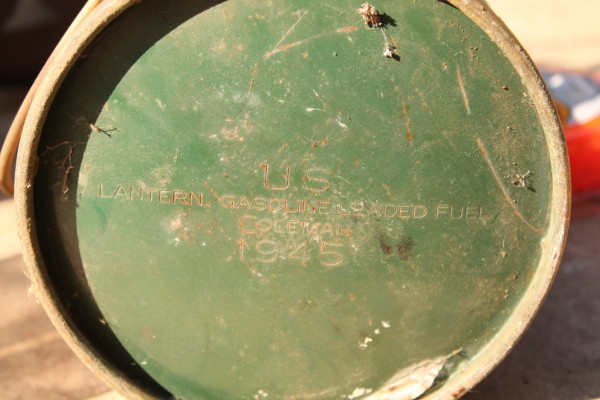 U.S.
LANTERN, GASOLINE LEADED FUEL
COLEMAN
1945